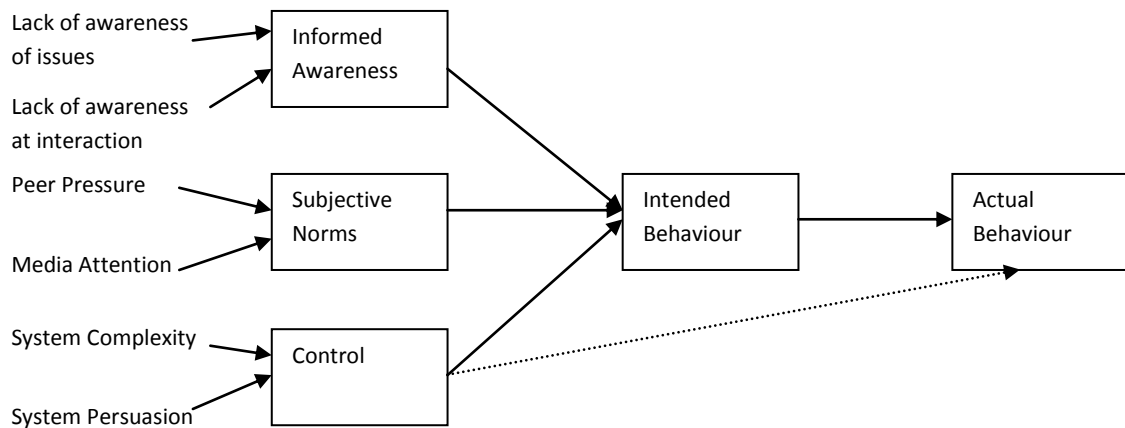 Lack of awareness
of issues
Informed
Awareness
Lack of awareness
at interaction
Peer Pressure
Subjective
Norms
Media Attention
Intended
Behaviour
Actual
Behaviour
System Complexity
Control
System Persuasion